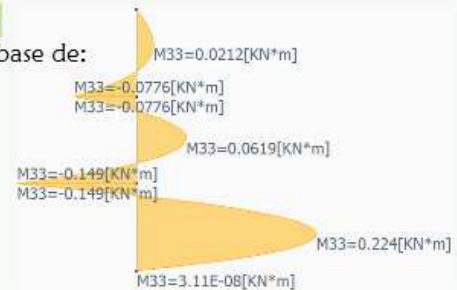 base de:
M33=0.0212[KN*m]
M33=-0.0776[KN*m]
M33=-0.0776[KN*m]
M33=0.0619[KN*m]
M33=-0.149[KN*m]
M33=-0.149[KN*m]
M33=0.224[KN*m]
M33=3.11E-08[KN*m]